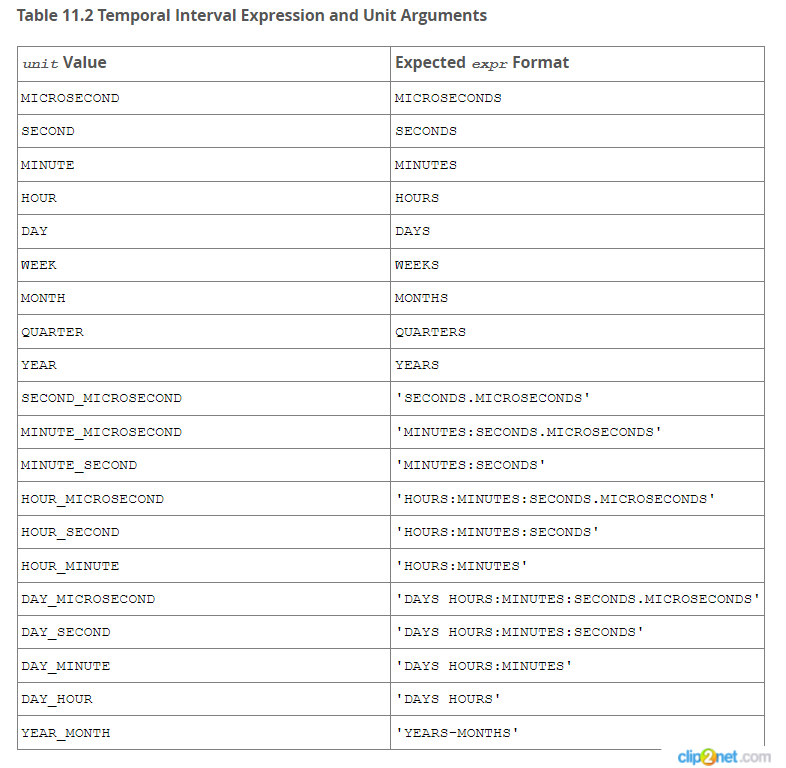 Table 11.2 Temporal Interval Expression and Unit Arguments
unit Value Expected expr Format
MICROSECOND MICROSECONDS
SECOND SECONDS
MINUTE MINUTES
HOUR HOURS
DAY DAYS
WEEK WEEKS
MONTH MONTHS
QUARTER QUARTERS
YEAR YEARS
SECOND_MICROSECOND 'SECONDS.MICROSECONDS'
MINUTE_MICROSECOND 'MINUTES:SECONDS.MICROSECONDS'
MINUTE_SECOND 'MINUTES:SECONDS'
HOUR_MICROSECOND 'HOURS:MINUTES:SECONDS.MICROSECONDS'
HOUR_SECOND 'HOURS:MINUTES:SECONDS'
HOUR_MINUTE 'HOURS:MINUTES'
DAY_MICROSECOND 'DAYS HOURS:MINUTES:SECONDS.MICROSECONDS'
DAY_SECOND 'DAYS HOURS:MINUTES:SECONDS'
DAY_MINUTE 'DAYS HOURS:MINUTES'
DAY_HOUR 'DAYS HOURS'
YEAR_MONTH 'YEARS-MONTHS'
clip2net.com